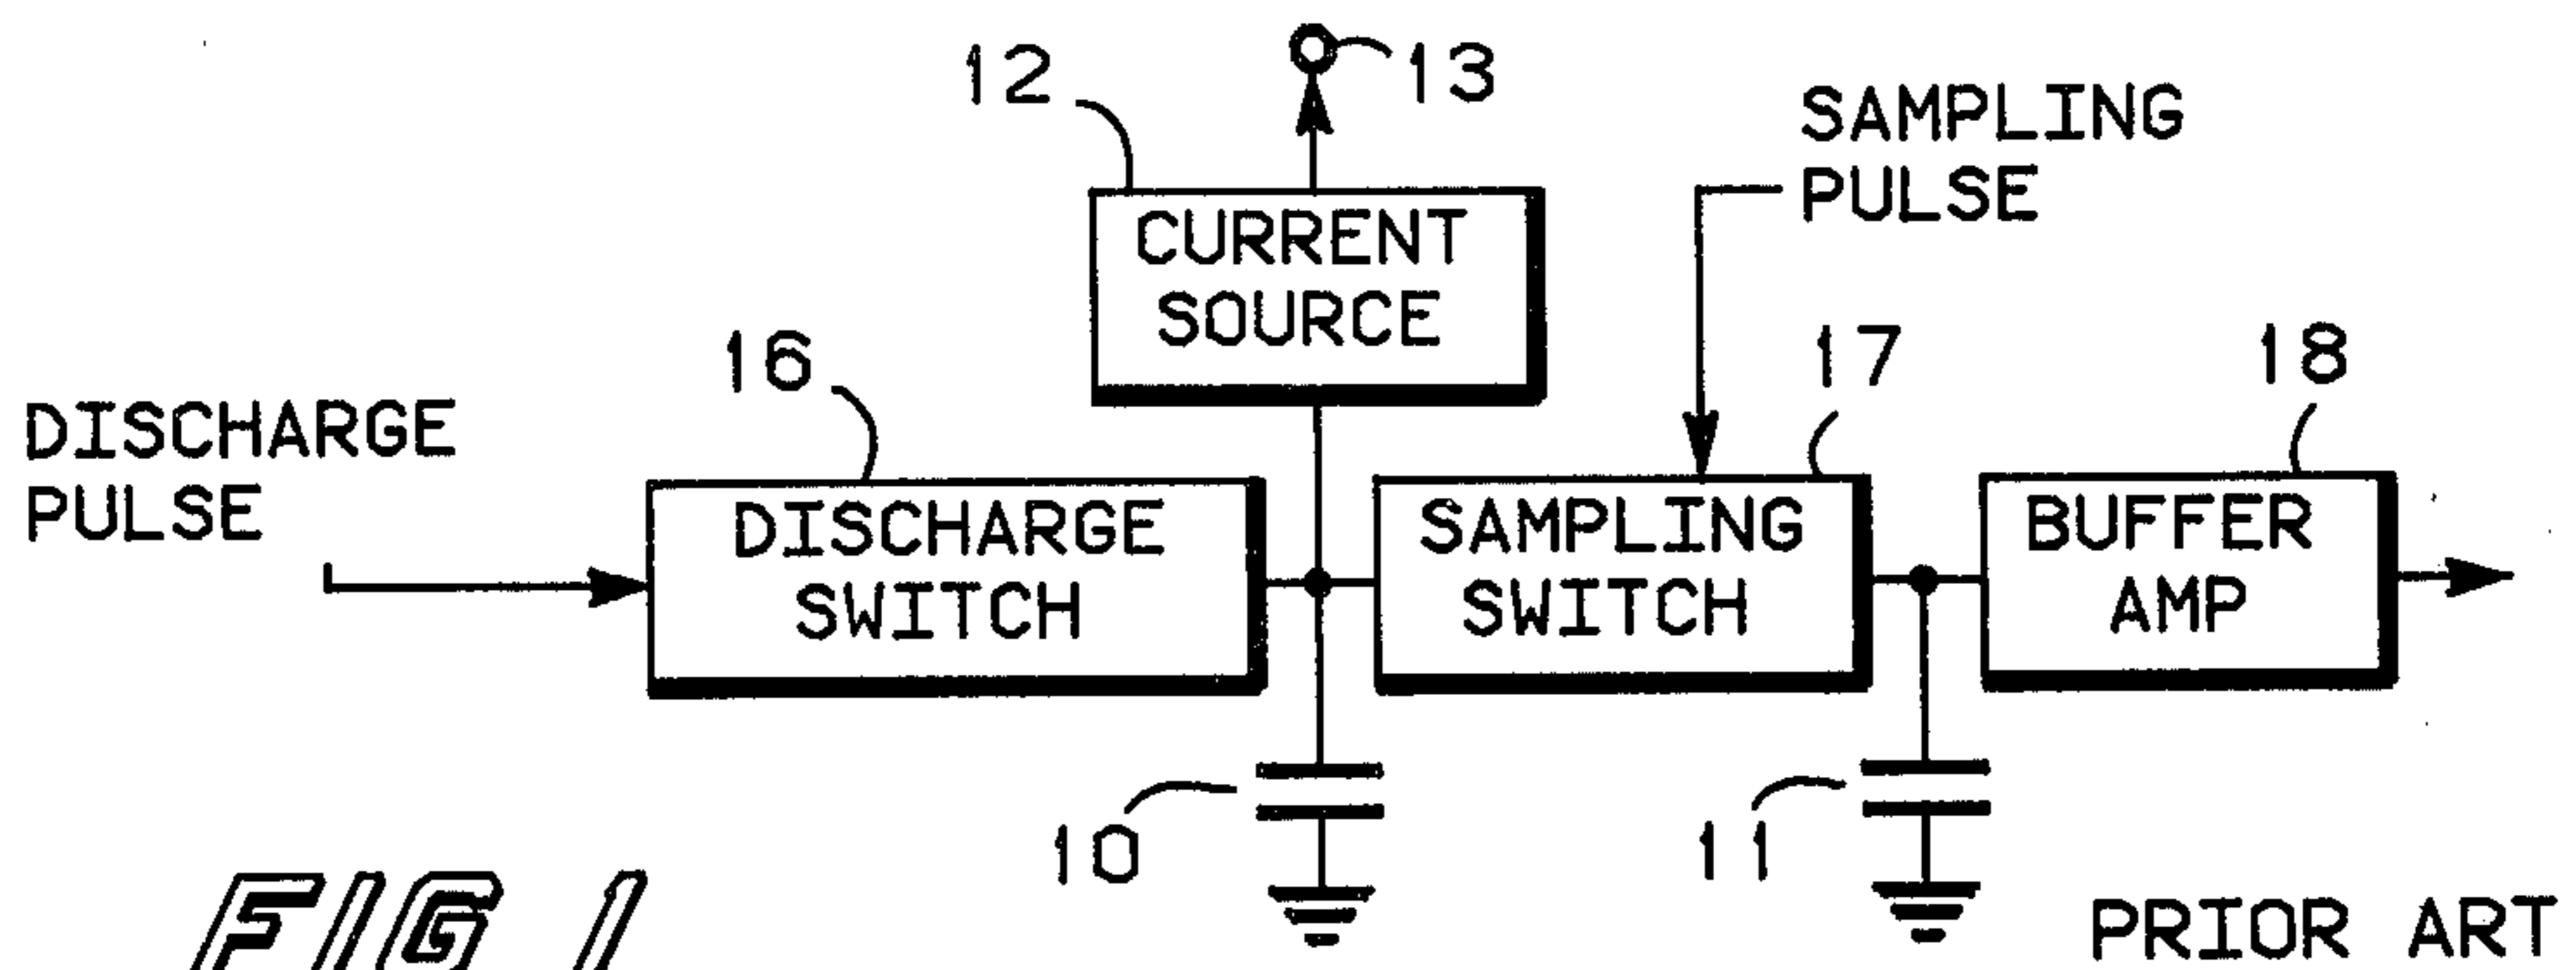 12
13
SAMPLING
PULSE
CURRENT
SOURCE
16
17
18
DISCHARGE
PULSE
DISCHARGE
SWITCH
SAMPLING
SWITCH
BUFFER
AMP
10
11
FIG 1
PRIOR ART